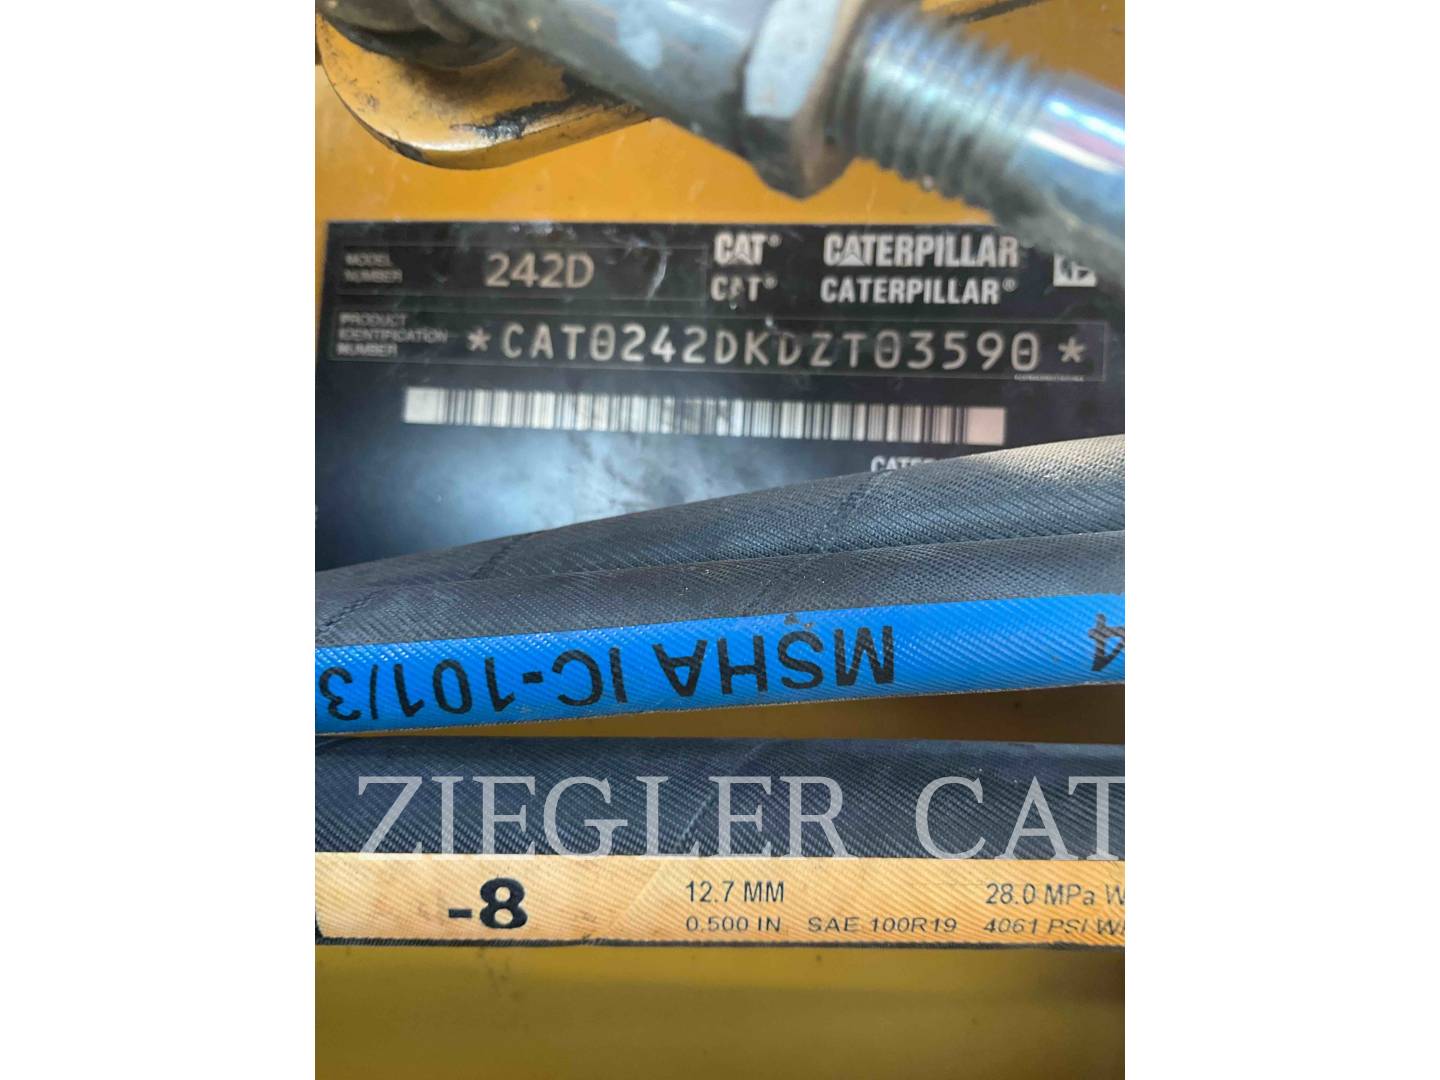 MODEL NUMBER 242D
CAT® CATERPILLAR
CAT® CATERPILLAR®
PRODUCT IDENTIFICATION NUMBER *CAT0242DKDZT03590*
MSHA IC-101/3
4
ZIEGLER CAT
-8
12.7 MM 28.0 MPa
0.500 IN SAE 100R19 4061 PSI